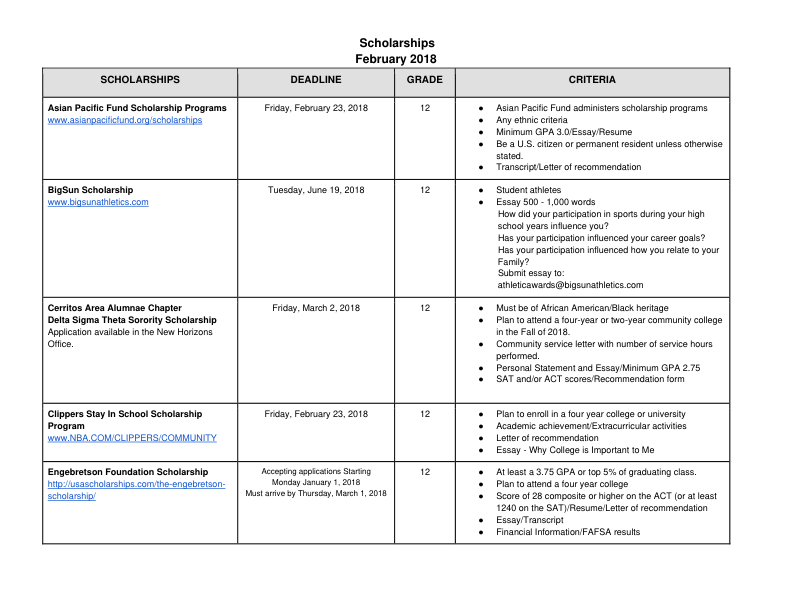 Scholarships
February 2018
SCHOLARSHIPS DEADLINE GRADE CRITERIA
Asian Pacific Fund Scholarship Programs
www.asianpacificfund.org/scholarships
Friday, February 23, 2018
12
● Asian Pacific Fund administers scholarship programs
● Any ethnic criteria
● Minimum GPA 3.0/Essay/Resume
● Be a U.S. citizen or permanent resident unless otherwise
stated.
● Transcript/Letter of recommendation
BigSun Scholarship
www.bigsunathletics.com
Tuesday, June 19, 2018
12
● Student athletes
● Essay 500 - 1,000 words
How did your participation in sports during your high
school years influence you?
Has your participation influenced your career goals?
Has your participation influenced how you relate to your
Family?
Submit essay to:
athleticawards@bigsunathletics.com
Cerritos Area Alumnae Chapter
Delta Sigma Theta Sorority Scholarship
Application available in the New Horizons
Office.
Friday, March 2, 2018
12
● Must be of African American/Black heritage
● Plan to attend a four-year or two-year community college
in the Fall of 2018.
● Community service letter with number of service hours
performed.
● Personal Statement and Essay/Minimum GPA 2.75
● SAT and/or ACT scores/Recommendation form
Clippers Stay In School Scholarship
Program
www.NBA.COM/CLIPPERS/COMMUNITY
Friday, February 23, 2018
12
● Plan to enroll in a four year college or university
● Academic achievement/Extracurricular activities
● Letter of recommendation
● Essay - Why College is Important to Me
Engebretson Foundation Scholarship
http://usascholarships.com/the-engebretson-
scholarship/
Accepting applications Starting
Monday January 1, 2018
Must arrive by Thursday, March 1, 2018
12
● At least a 3.75 GPA or top 5% of graduating class.
● Plan to attend a four year college
● Score of 28 composite or higher on the ACT (or at least
1240 on the SAT)/Resume/Letter of recommendation
● Essay/Transcript
● Financial Information/FAFSA results